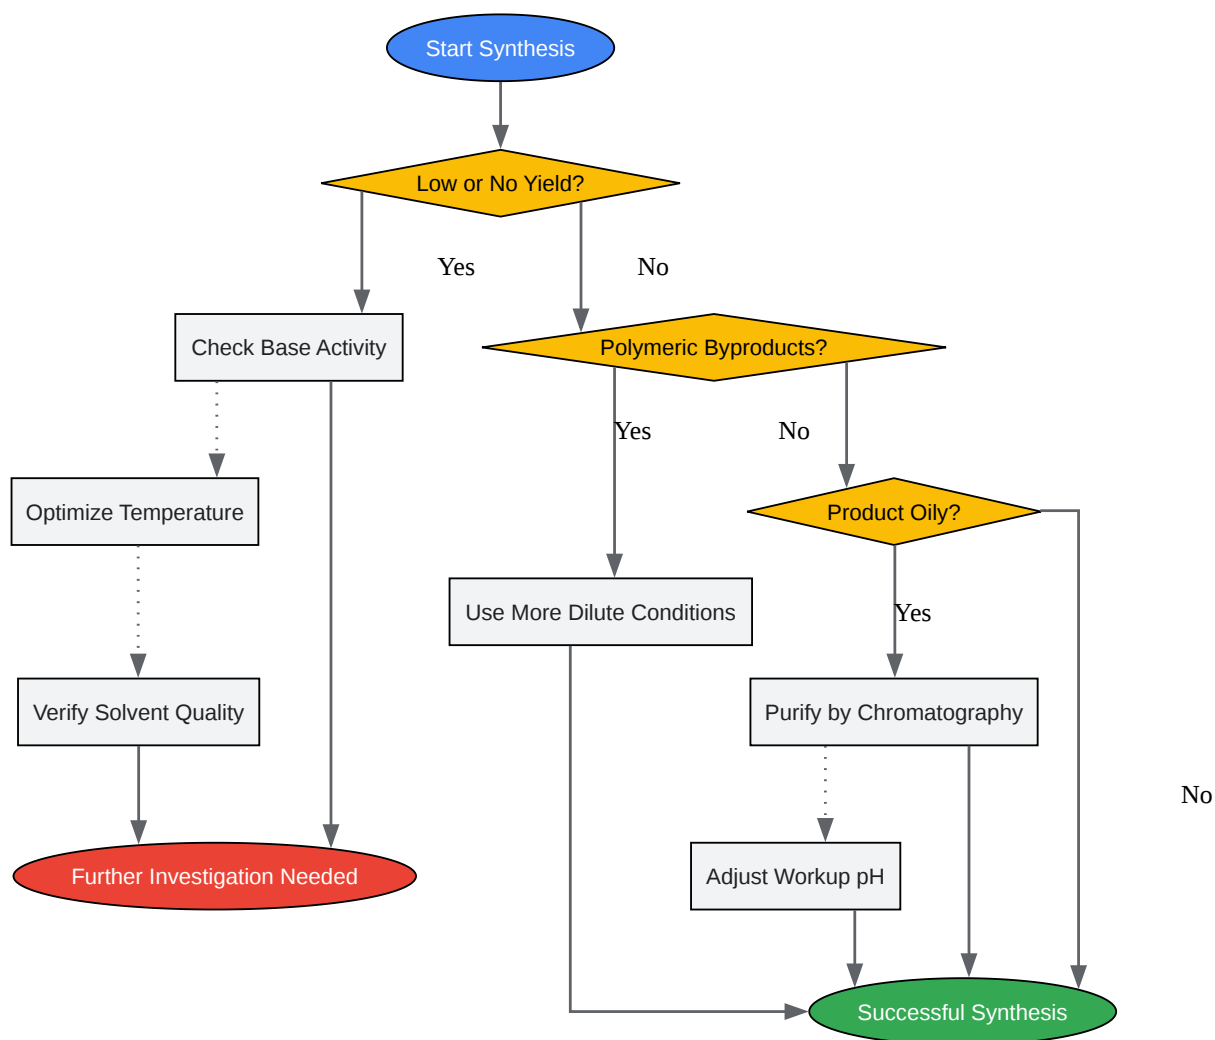 Start Synthesis
Low or No Yield?
Yes
No
Check Base Activity
Polymeric Byproducts?
Yes
No
Optimize Temperature
Product Oily?
Use More Dilute Conditions
Yes
Verify Solvent Quality
Purify by Chromatography
No
Further Investigation Needed
Adjust Workup pH
Successful Synthesis